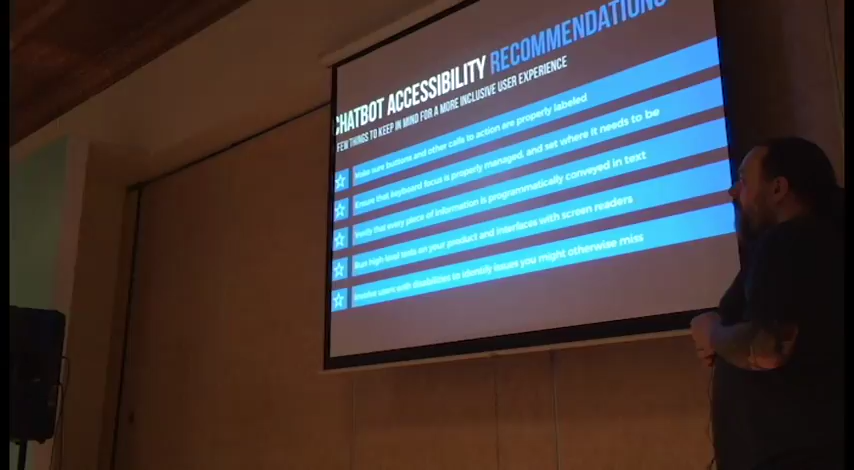 CHATBOT ACCESSIBILITY RECOMMENDATIONS
FEW THINGS TO KEEP IN MIND FOR A MORE INCLUSIVE USER EXPERIENCE
Make sure buttons and other calls to action are properly labeled
Ensure that keyboard focus is properly managed, and set where it needs to be
Verify that every piece of information is programmatically conveyed in text
Run high-level tests on your product and interfaces with screen readers
Involve users with disabilities to identify issues you might otherwise miss